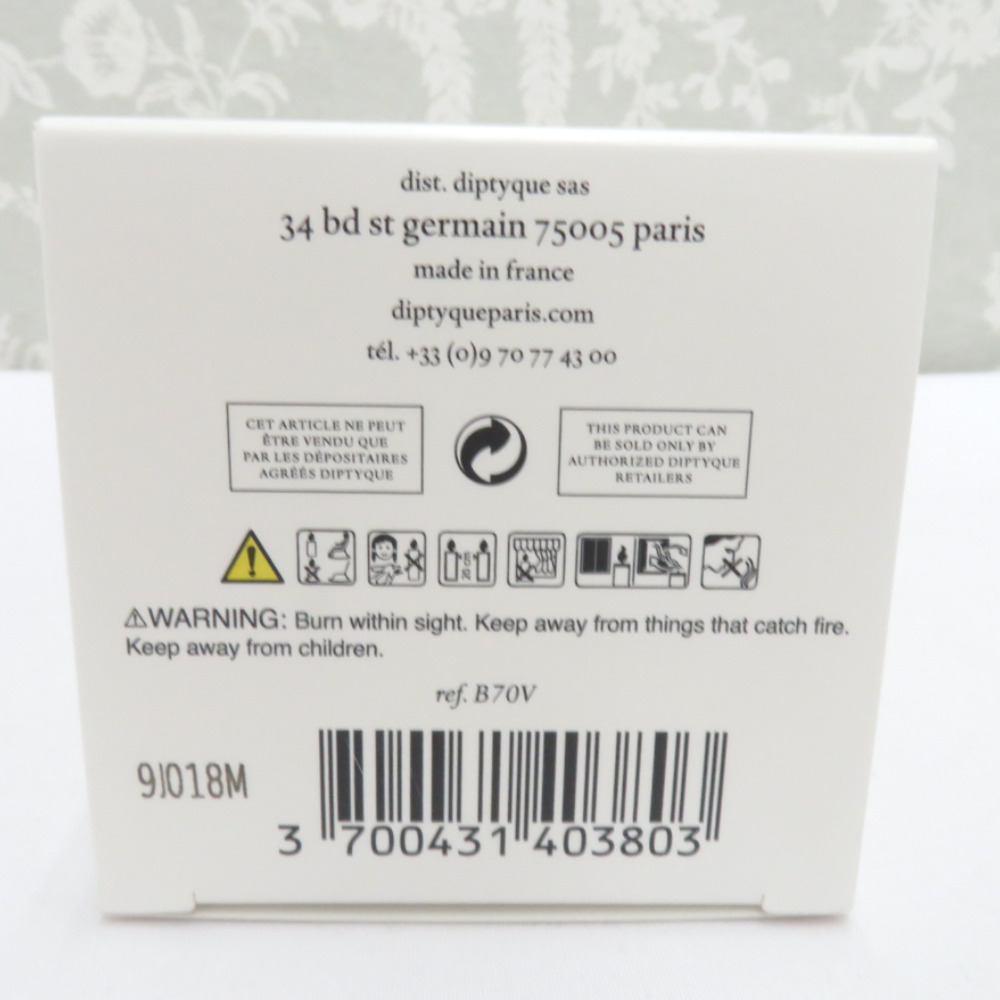 dist. diptyque sas
34 bd st germain 75005 paris
made in france
diptyqueparis.com
tél. +33 (0)9 70 77 43 00
CET ARTICLE NE PEUT
ÊTRE VENDU QUE
PAR LES DÉPOSITAIRES
AGRÉÉS DIPTYQUE
THIS PRODUCT CAN
BE SOLD ONLY BY
AUTHORIZED DIPTYQUE
RETAILERS
20 cm
⚠WARNING: Burn within sight. Keep away from things that catch fire.
Keep away from children.
ref. B70V
9J018M
3 700431 403803